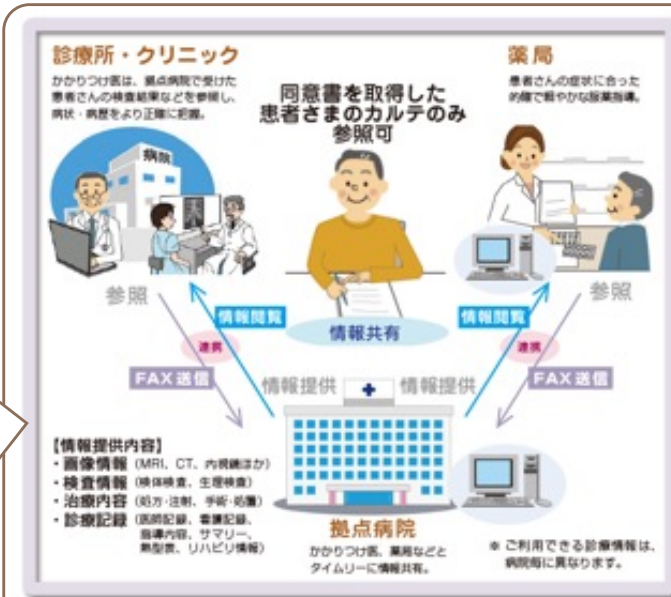 診療所・クリニック
かかりつけ医は、拠点病院で受けた
患者さんの検査結果などを参照し、
病状・病歴をより正確に把握。
病院
同意書を取得した
患者さまのカルテのみ
参照可
薬局
患者さんの症状に合った
的確で細やかな服薬指導。
参照
情報閲覧
連携
FAX送信
情報共有
情報閲覧
参照
連携
FAX送信
情報提供
情報提供
【情報提供内容】
・画像情報（MRI、CT、内視鏡ほか）
・検査情報（検体検査、生理検査）
・治療内容（処方・注射、手術・処置）
・診療記録（医師記録、看護記録、
指導内容、サマリー、
熱型表、リハビリ情報）
拠点病院
かかりつけ医、薬局などと
タイムリーに情報共有。
※ ご利用できる診療情報は、
病院毎に異なります。